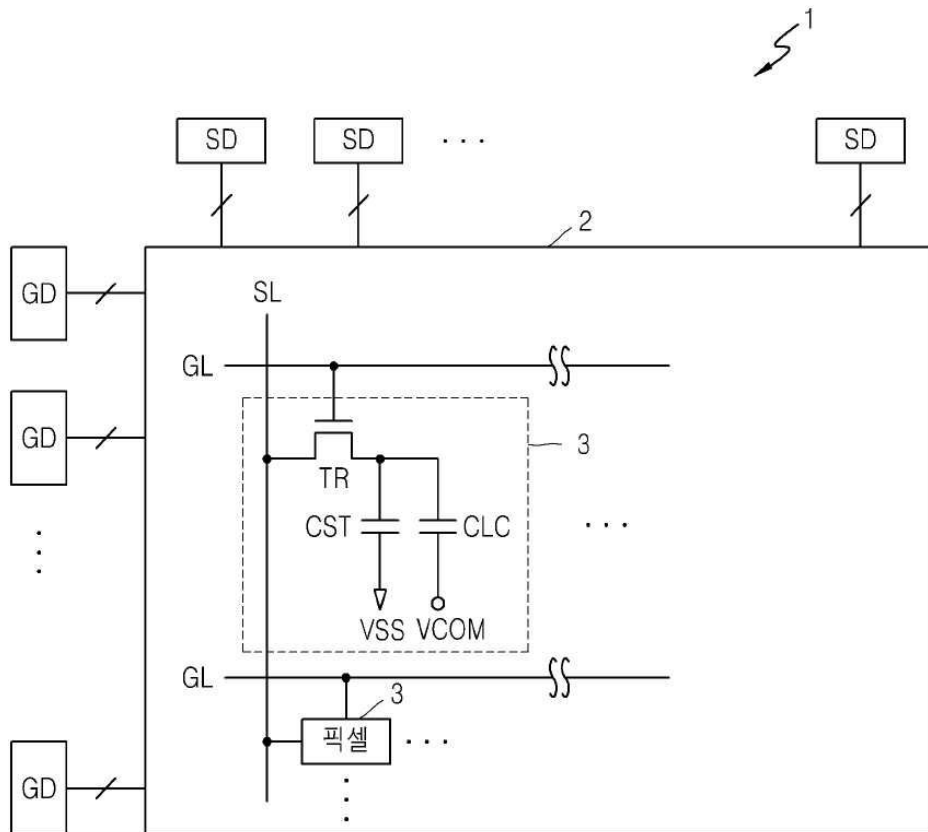 1
SD SD ... SD
2
GD
SL
GL
GD
3
TR
CST CLC
VSS VCOM
GL
3
픽셀 ...
GD